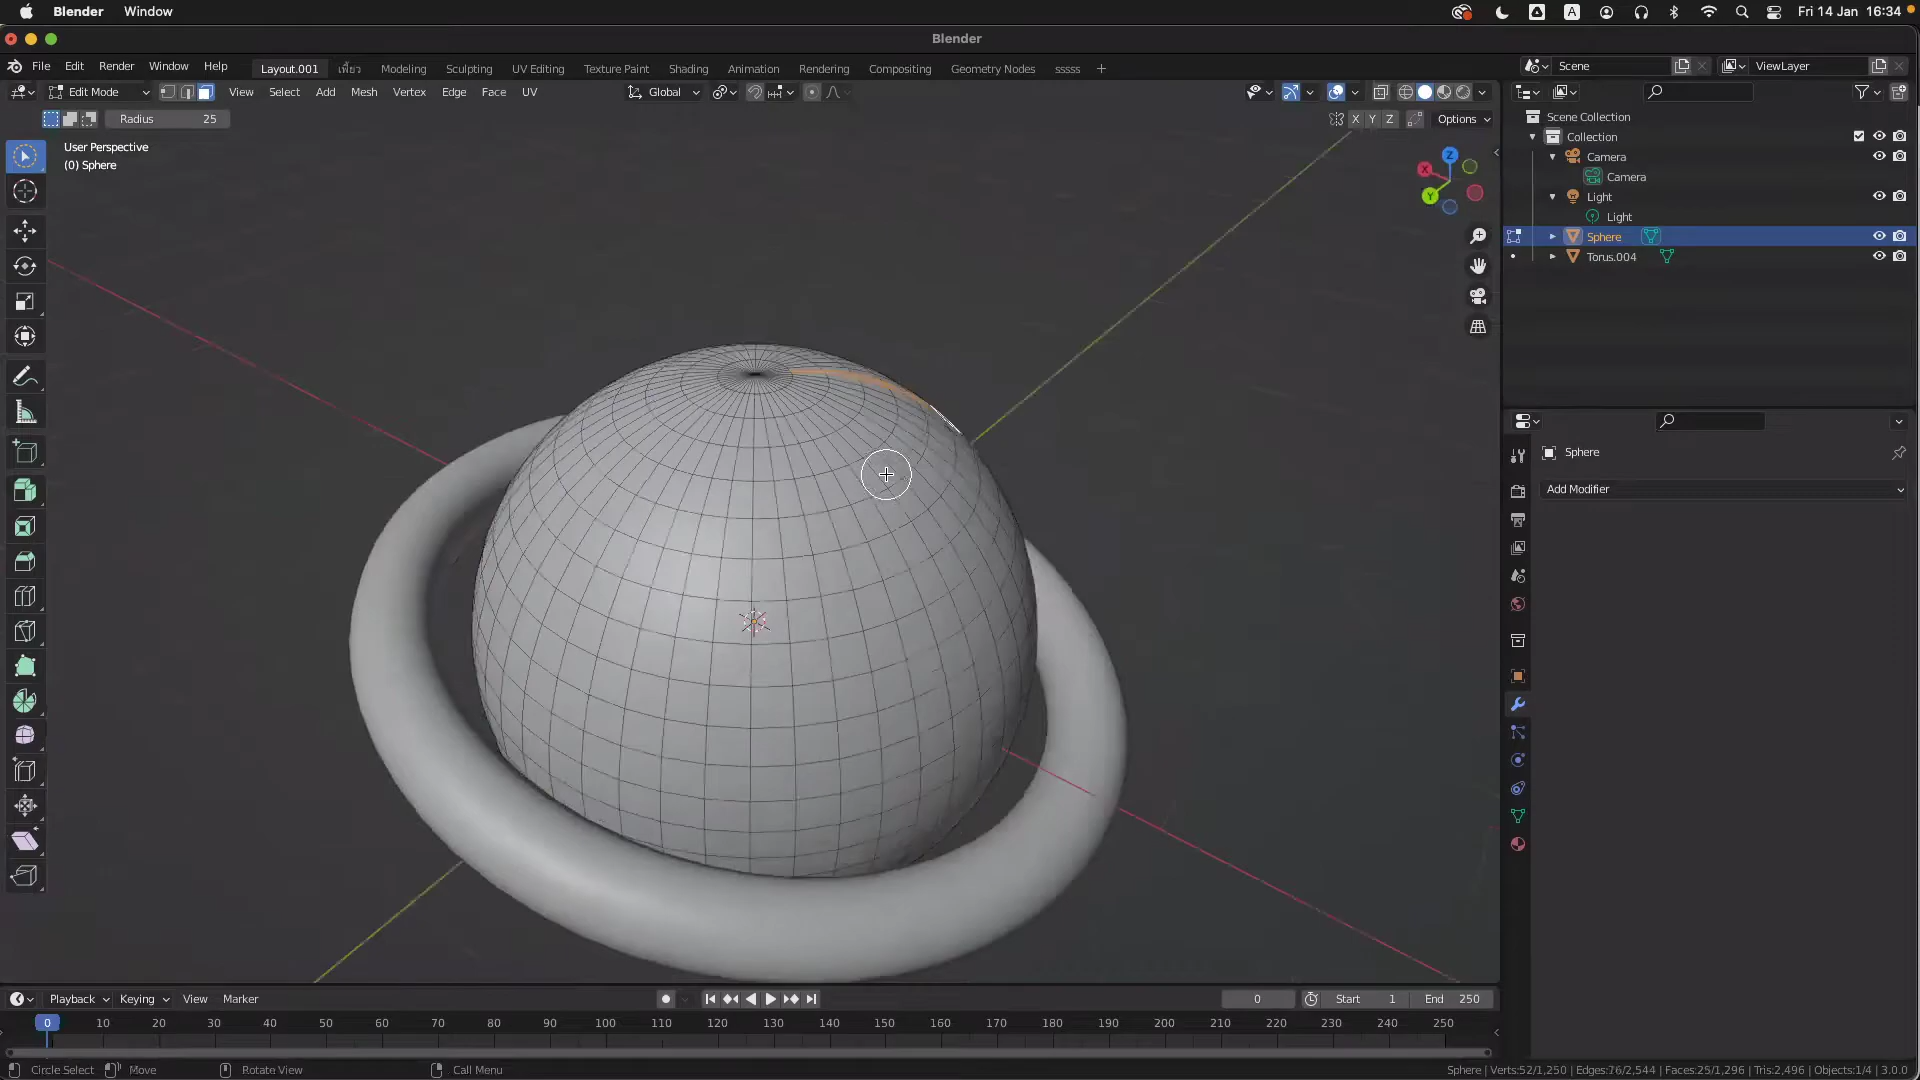 Blender Window Fri 14 Jan 16:34
Blender
File Edit Render Window Help Layout.001 เพี้ยว Modeling Sculpting UV Editing Texture Paint Shading Animation Rendering Compositing Geometry Nodes sssss + Scene ViewLayer
Edit Mode View Select Add Mesh Vertex Edge Face UV Global
Radius 25 X Y Z Options
User Perspective
(0) Sphere
Z
X
Y
Scene Collection
Collection
Camera
Camera
Light
Light
Sphere
Torus.004
Sphere
Add Modifier
Playback Keying View Marker 0 Start 1 End 250
0 10 20 30 40 50 60 70 80 90 100 110 120 130 140 150 160 170 180 190 200 210 220 230 240 250
Circle Select Move Rotate View Call Menu Sphere | Verts:52/1,250 | Edges:76/2,544 | Faces:25/1,296 | Tris:2,496 | Objects:1/4 | 3.0.0